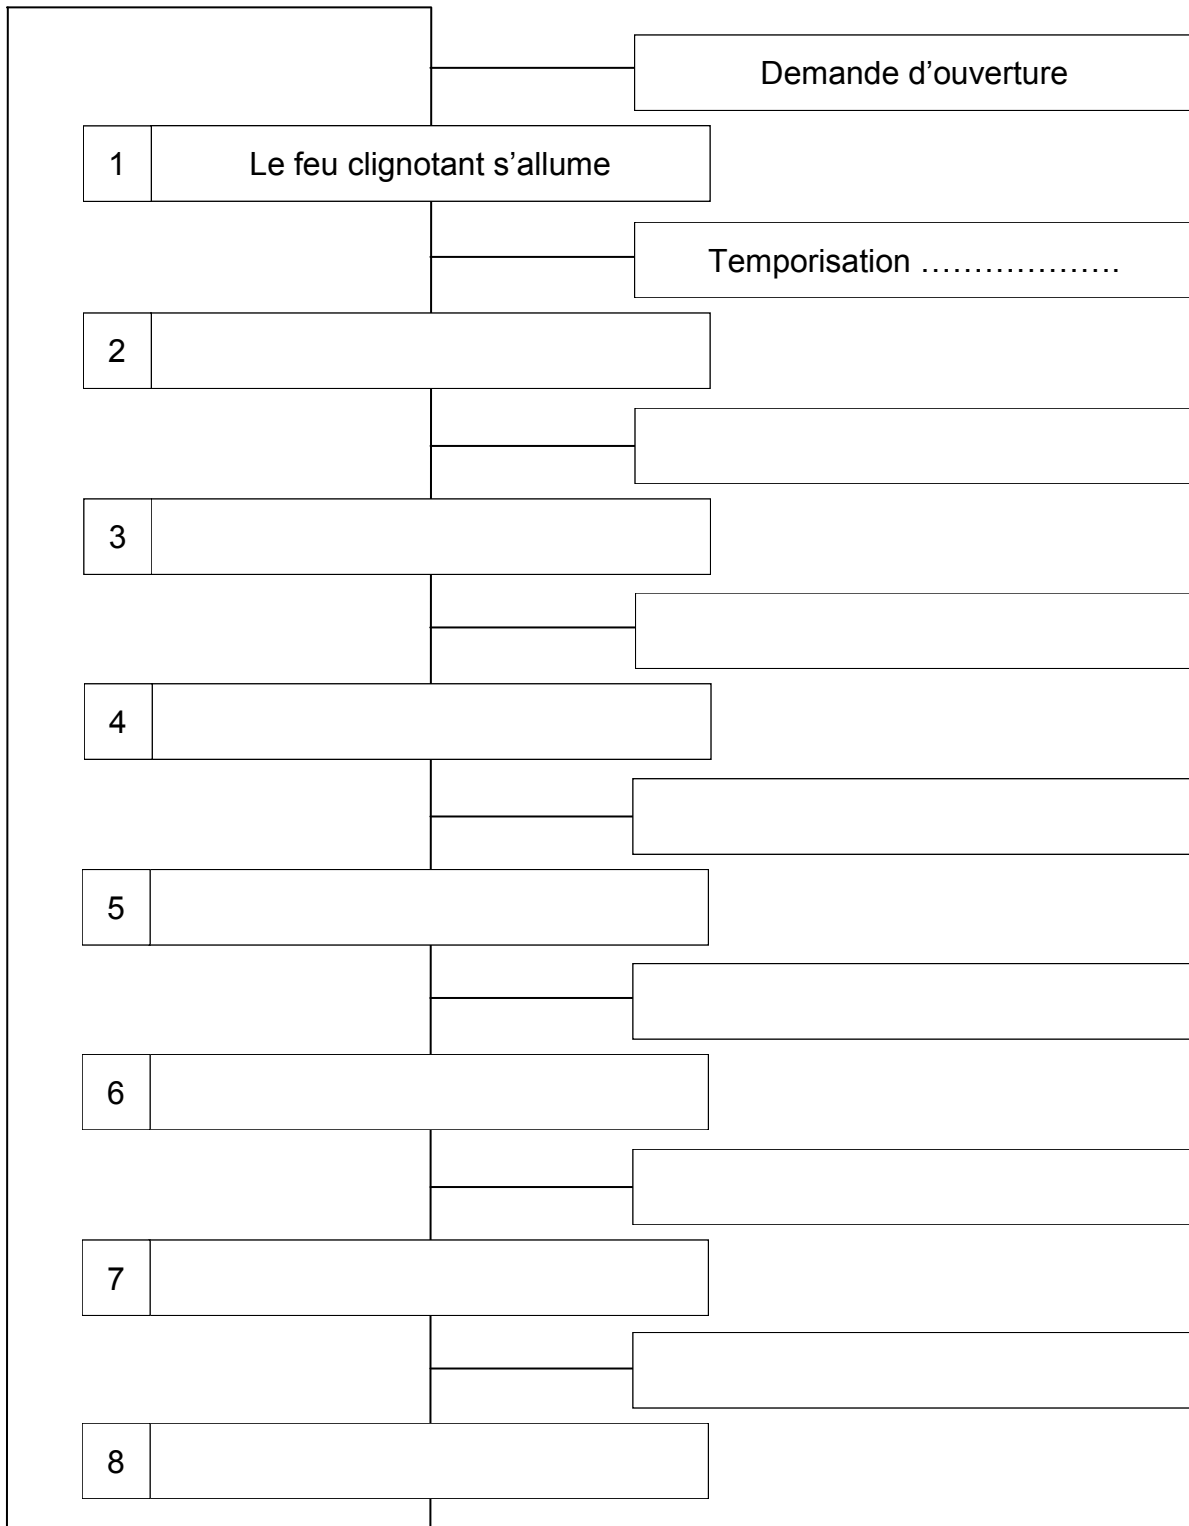 Demande d’ouverture
1 Le feu clignotant s’allume
Temporisation ……………….
2
3
4
5
6
7
8